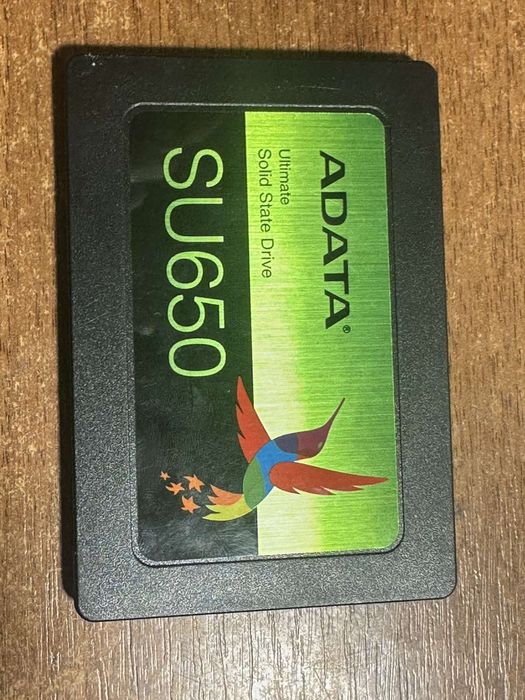 ADATA®
Ultimate
Solid State Drive
SU650